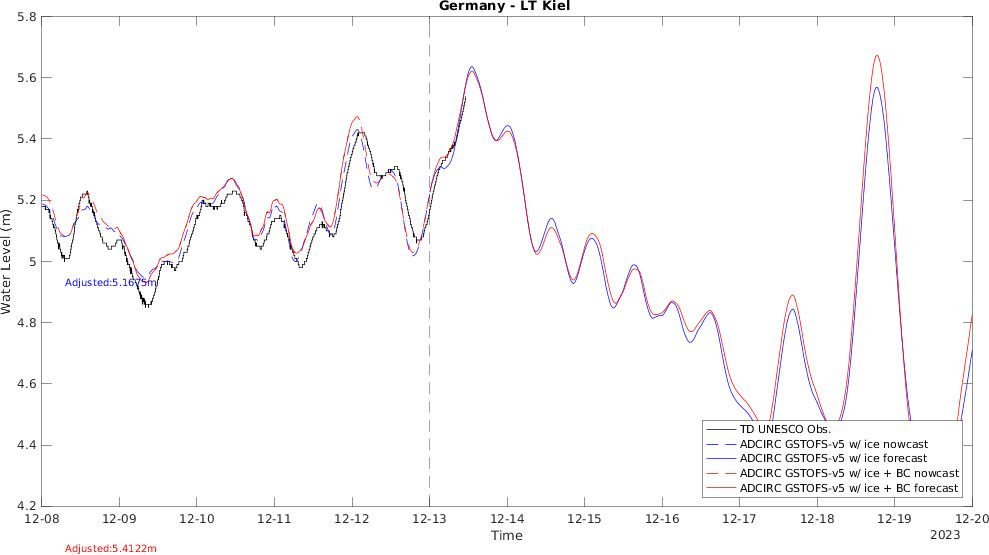 Germany - LT Kiel
5.8
5.6
5.4
5.2
5
4.8
4.6
4.4
4.2
Water Level (m)
Adjusted:5.1675m
TD UNESCO Obs.
ADCIRC GSTOFS-v5 w/ ice nowcast
ADCIRC GSTOFS-v5 w/ ice forecast
ADCIRC GSTOFS-v5 w/ ice + BC nowcast
ADCIRC GSTOFS-v5 w/ ice + BC forecast
12-08 12-09 12-10 12-11 12-12 12-13 12-14 12-15 12-16 12-17 12-18 12-19 12-20
Time
2023
Adjusted:5.4122m